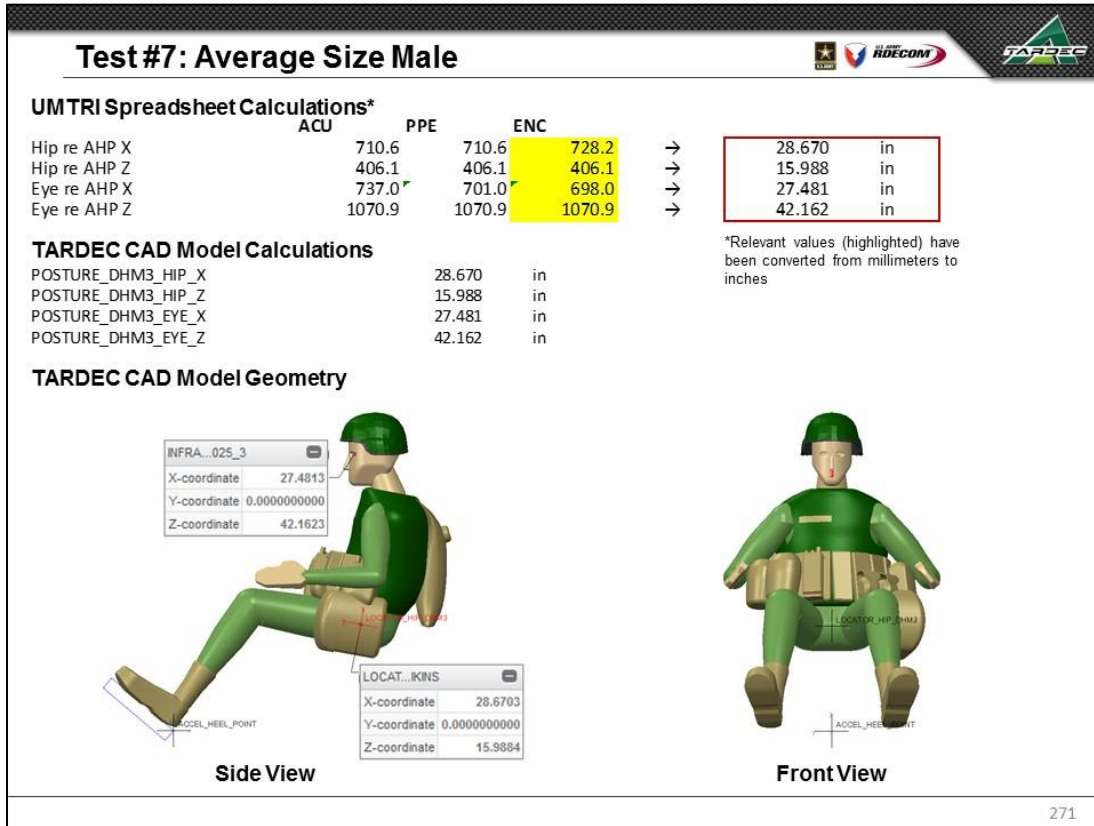 Test #7: Average Size Male
U.S. ARMY
U.S. ARMY RDECOM
TARDEC
UMTRI Spreadsheet Calculations*
ACU PPE ENC
Hip re AHP X 710.6 710.6 728.2 → 28.670 in
Hip re AHP Z 406.1 406.1 406.1 → 15.988 in
Eye re AHP X 737.0 701.0 698.0 → 27.481 in
Eye re AHP Z 1070.9 1070.9 1070.9 → 42.162 in
*Relevant values (highlighted) have
been converted from millimeters to
inches
TARDEC CAD Model Calculations
POSTURE_DHM3_HIP_X 28.670 in
POSTURE_DHM3_HIP_Z 15.988 in
POSTURE_DHM3_EYE_X 27.481 in
POSTURE_DHM3_EYE_Z 42.162 in
TARDEC CAD Model Geometry
INFRA...025_3
X-coordinate 27.4813
Y-coordinate 0.0000000000
Z-coordinate 42.1623
3
LOCATOR_HIP_DHM3
LOCATOR_HIP_DHM3
LOCAT...IKINS
X-coordinate 28.6703
Y-coordinate 0.0000000000
Z-coordinate 15.9884
ACCEL_HEEL_POINT
ACCEL_HEEL_POINT
Side View
Front View
271